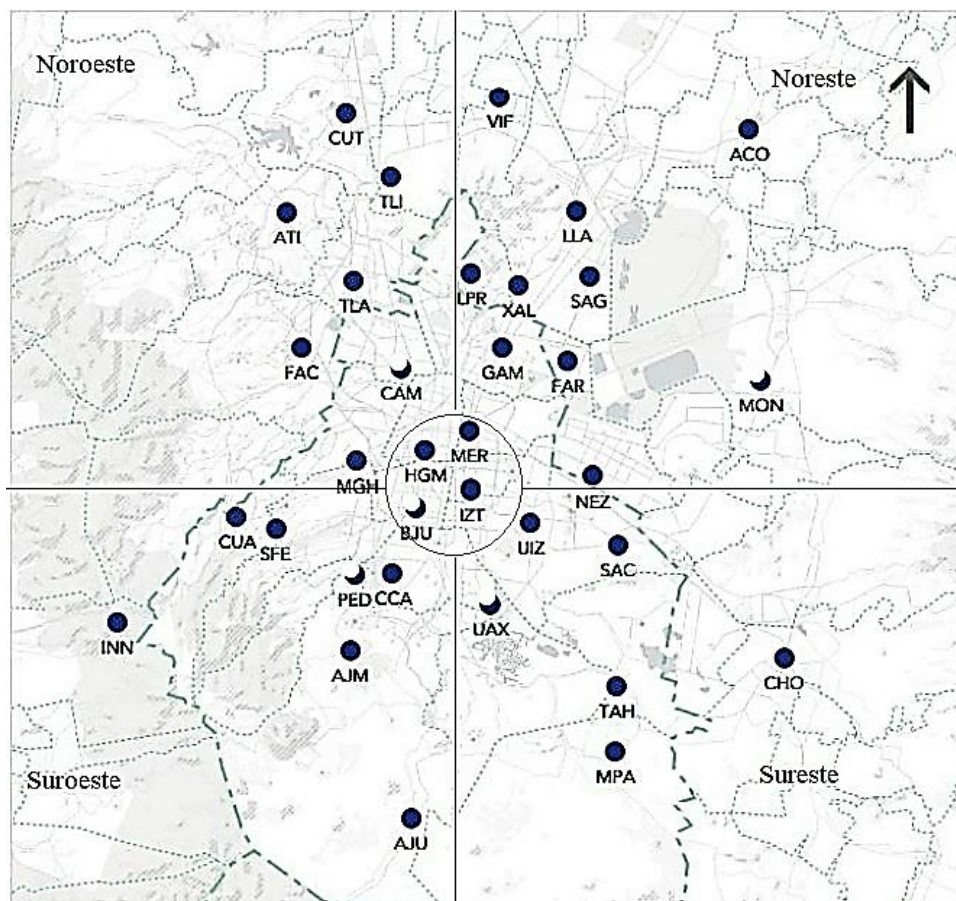 Noroeste
Noreste
VIF
CUT
ACO
TLI
ATI
LLA
TLA
LPR
XAL
SAG
FAC
GAM
FAR
CAM
MON
MER
HGM
MGH
NEZ
IZT
BJU
CUA
SFE
UIZ
SAC
PED
CCA
UAX
INN
AJM
CHO
TAH
Suroeste
MPA
Sureste
AJU